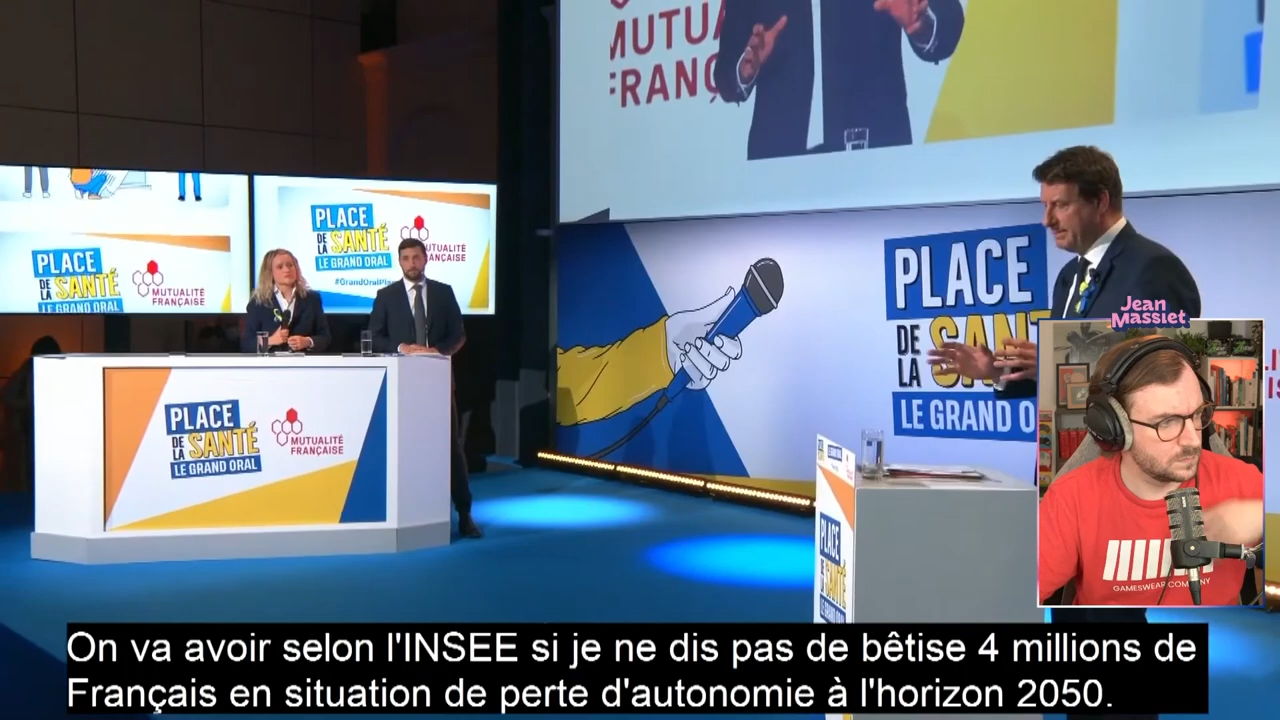 MUTUA
FRANÇ
PLACE
DE LA SANTÉ
LE GRAND ORAL
MUTUALITÉ
FRANÇAISE
PLACE
DE LA SANTÉ
LE GRAND ORAL
MUTUALITÉ
FRANÇAISE
#GrandOralPla
PLACE
DE
LA
LE GRAND O
Jean
Massiet
PLACE
DE LA SANTÉ
LE GRAND ORAL
MUTUALITÉ
FRANÇAISE
PLACE
DE LA SANTÉ
GAMESWEAR COMPANY
On va avoir selon l'INSEE si je ne dis pas de bêtise 4 millions de
Français en situation de perte d'autonomie à l'horizon 2050.